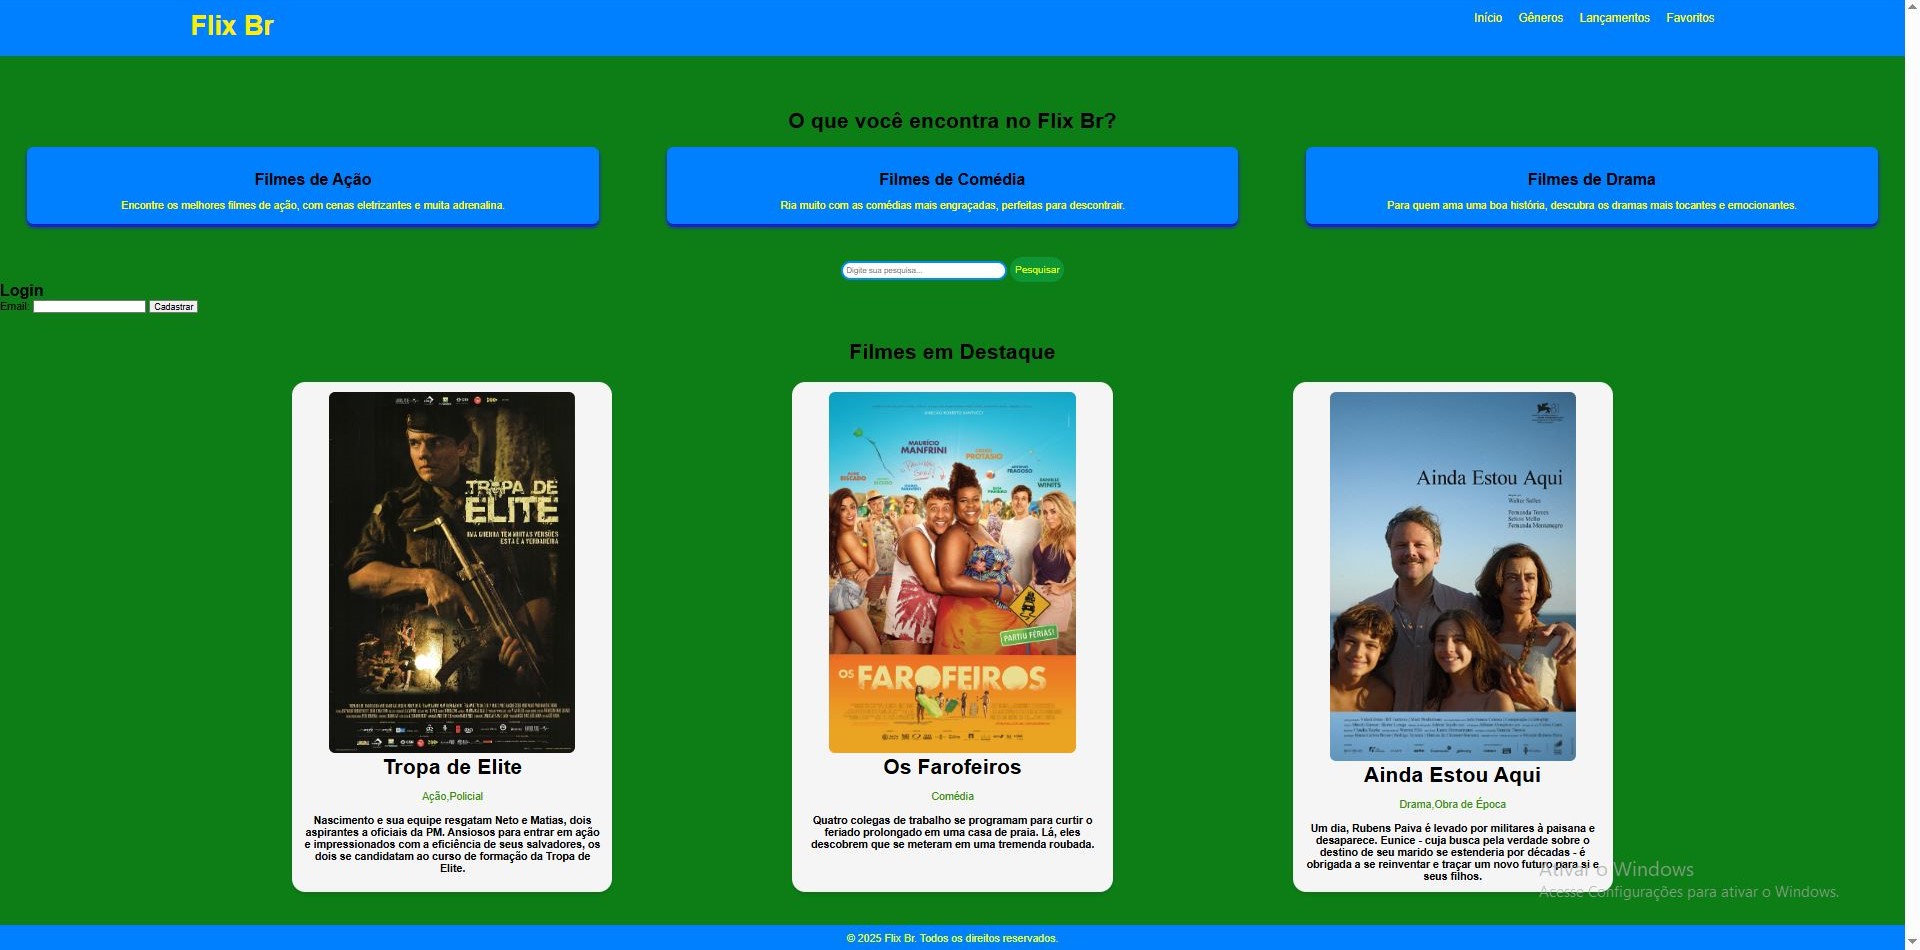 Flix Br
Início Gêneros Lançamentos Favoritos
O que você encontra no Flix Br?
Filmes de Ação
Encontre os melhores filmes de ação, com cenas eletrizantes e muita adrenalina.
Filmes de Comédia
Ria muito com as comédias mais engraçadas, perfeitas para descontrair.
Filmes de Drama
Para quem ama uma boa história, descubra os dramas mais tocantes e emocionantes.
Digite sua pesquisa... Pesquisar
Login
Email: Cadastrar
Filmes em Destaque
TROPA DE
ELITE
UMA GUERRA TEM MUITAS VERSÕES
ESTA É A VERDADEIRA
Tropa de Elite
Ação,Policial
Nascimento e sua equipe resgatam Neto e Matias, dois
aspirantes a oficiais da PM. Ansiosos para entrar em ação
e impressionados com a eficiência de seus salvadores, os
dois se candidatam ao curso de formação da Tropa de
Elite.
MAURÍCIO
MANFRINI
CACAU
PROTÁSIO
DANIELLE
WINITS
PARTIU FÉRIAS!
OS FAROFEIROS
Os Farofeiros
Comédia
Quatro colegas de trabalho se programam para curtir o
feriado prolongado em uma casa de praia. Lá, eles
descobrem que se meteram em uma tremenda roubada.
Ainda Estou Aqui
Walter Salles
Fernanda Torres
Selton Mello
Fernanda Montenegro
Ainda Estou Aqui
Drama,Obra de Época
Um dia, Rubens Paiva é levado por militares à paisana e
desaparece. Eunice - cuja busca pela verdade sobre o
destino de seu marido se estenderia por décadas - é
obrigada a se reinventar e traçar um novo futuro para si e
seus filhos.
Ativar o Windows
Acesse Configurações para ativar o Windows.
© 2025 Flix Br. Todos os direitos reservados.